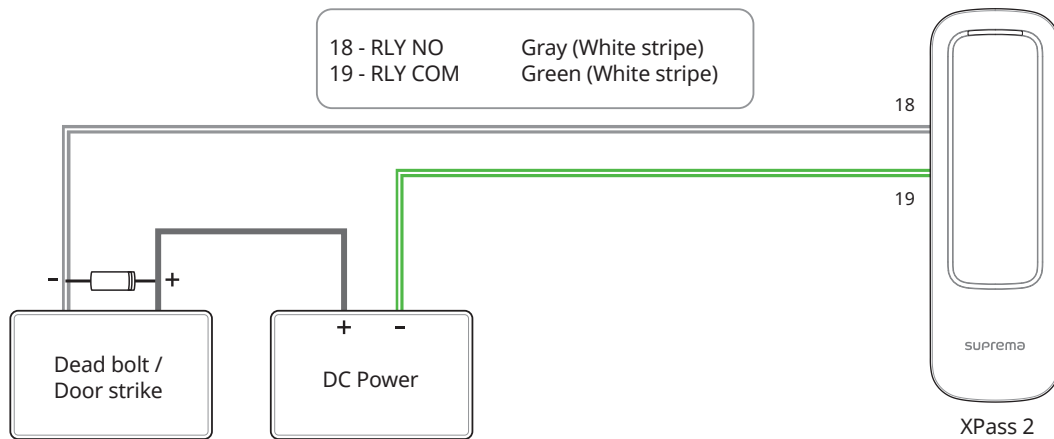 18 - RLY NO Gray (White stripe)
19 - RLY COM Green (White stripe)
18
19
- +
+ -
Dead bolt /
Door strike
DC Power
suprema
XPass 2